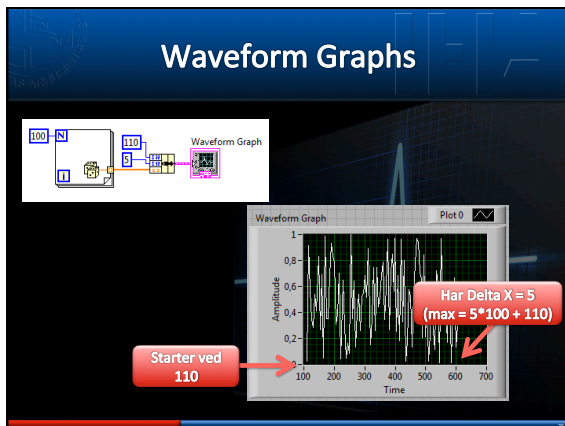 Waveform Graphs
100
N
110
Waveform Graph
5
i
Waveform Graph
Plot 0
1
0,8
0,6
0,4
0,2
Amplitude
100 200 300 400 500 600 700
Time
Har Delta X = 5
(max = 5*100 + 110)
Starter ved
110